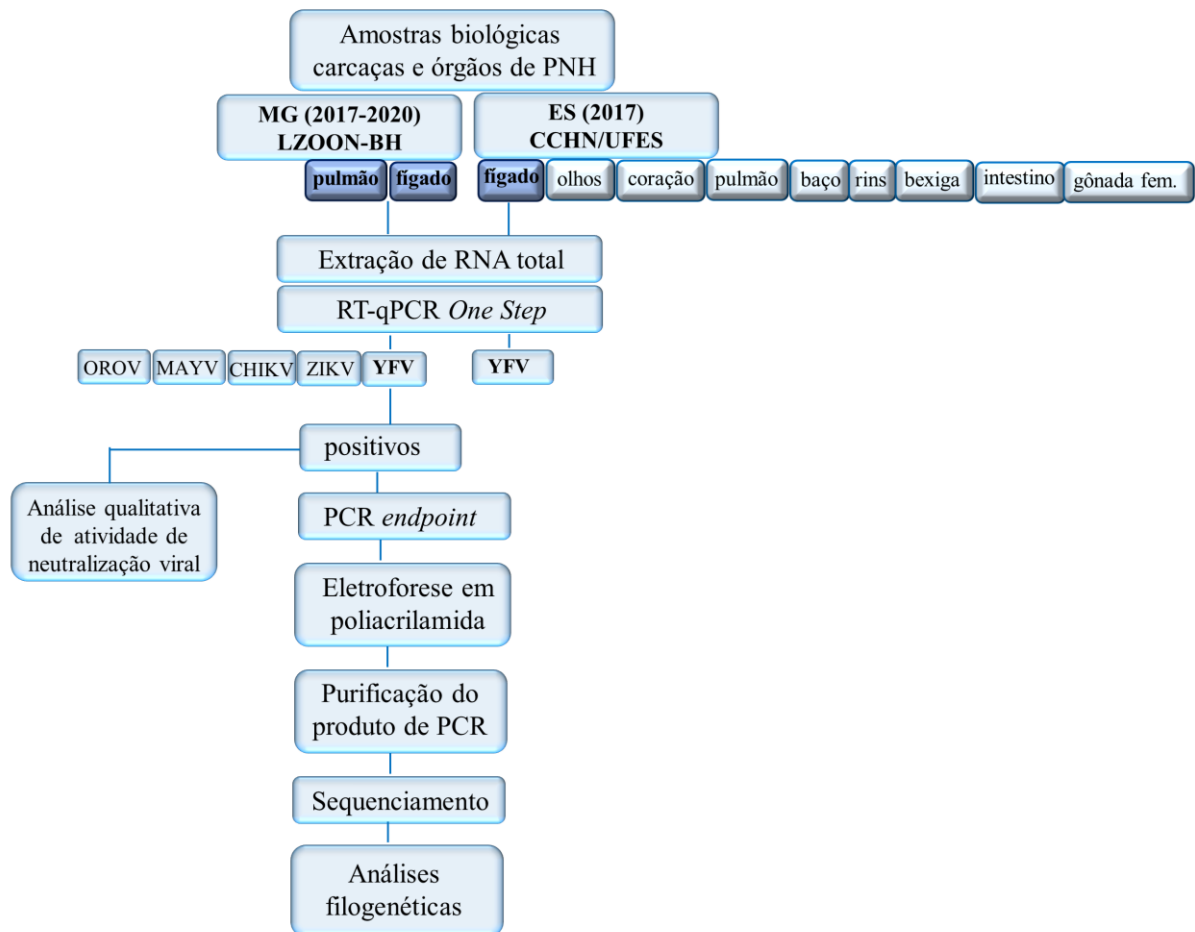 Amostras biológicas
carcaças e órgãos de PNH
MG (2017-2020)
LZOON-BH
ES (2017)
CCHN/UFES
pulmão fígado fígado olhos coração pulmão baço rins bexiga intestino gônada fem.
Extração de RNA total
RT-qPCR One Step
OROV MAYV CHIKV ZIKV YFV YFV
positivos
Análise qualitativa
de atividade de
neutralização viral
PCR endpoint
Eletroforese em
poliacrilamida
Purificação do
produto de PCR
Sequenciamento
Análises
filogenéticas